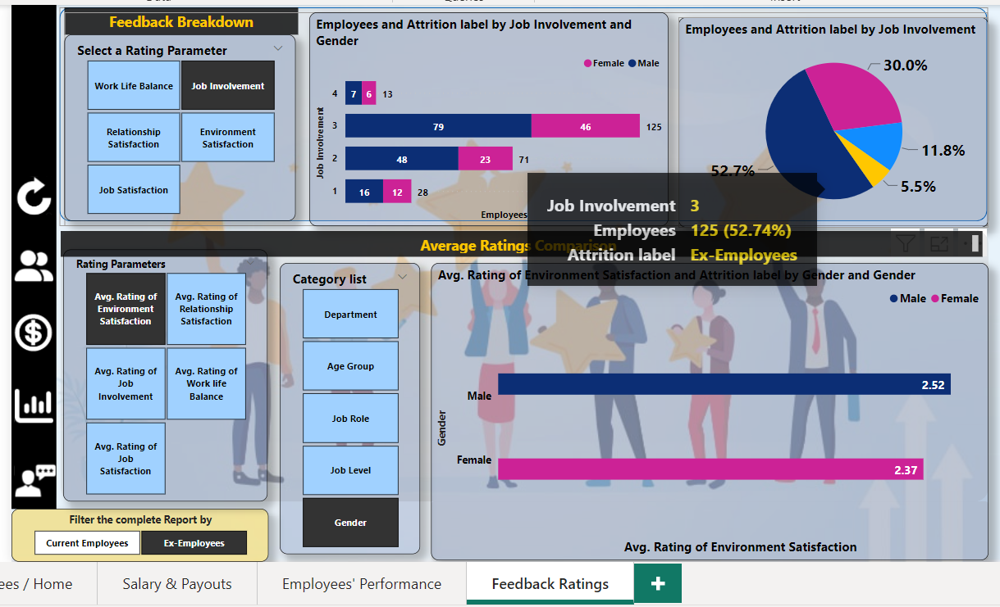 Feedback Breakdown
Select a Rating Parameter
Work Life Balance
Job Involvement
Relationship
Satisfaction
Environment
Satisfaction
Job Satisfaction
Employees and Attrition label by Job Involvement and
Gender
Female Male
Job Involvement
4 7 6 13
3 79 46 125
2 48 23 71
1 16 12 28
Employees
Employees and Attrition label by Job Involvement
30.0%
11.8%
5.5%
52.7%
Job Involvement 3
Employees 125 (52.74%)
Attrition label Ex-Employees
Average Ratings Comparison
Rating Parameters
Avg. Rating of
Environment
Satisfaction
Avg. Rating of
Relationship
Satisfaction
Avg. Rating of
Job
Involvement
Avg. Rating of
Work life
Balance
Avg. Rating of
Job
Satisfaction
Category list
Department
Age Group
Job Role
Job Level
Gender
Avg. Rating of Environment Satisfaction and Attrition label by Gender and Gender
Male Female
Gender
Male 2.52
Female 2.37
Avg. Rating of Environment Satisfaction
Filter the complete Report by
Current Employees
Ex-Employees
ees / Home
Salary & Payouts
Employees' Performance
Feedback Ratings
+